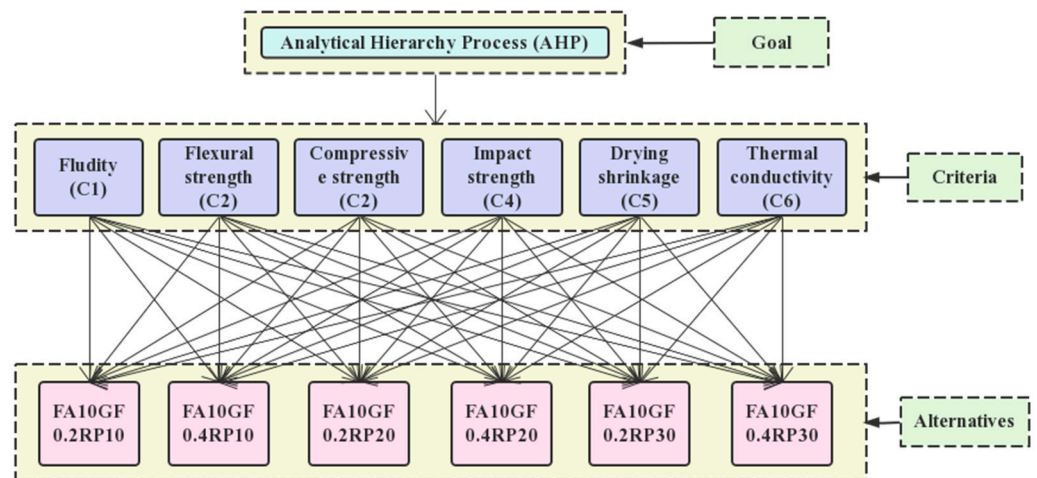 Analytical Hierarchy Process (AHP)
Goal
Fludity
(C1)
Flexural
strength
(C2)
Compressiv
e strength
(C2)
Impact
strength
(C4)
Drying
shrinkage
(C5)
Thermal
conductivity
(C6)
Criteria
FA10GF
0.2RP10
FA10GF
0.4RP10
FA10GF
0.2RP20
FA10GF
0.4RP20
FA10GF
0.2RP30
FA10GF
0.4RP30
Alternatives